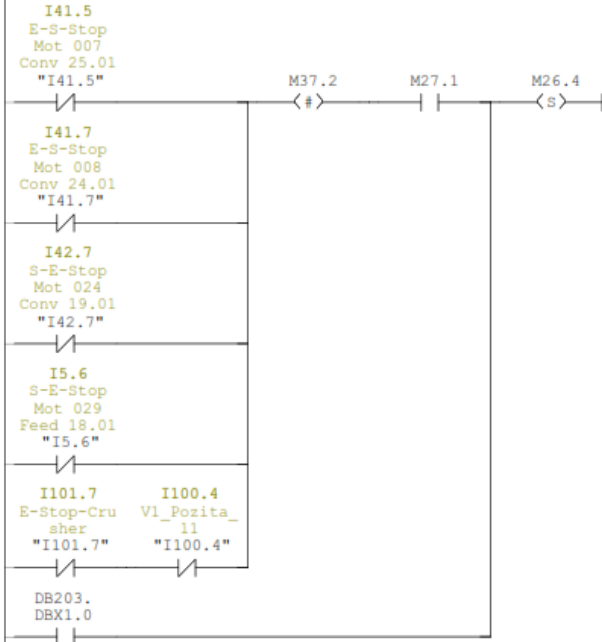 I41.5
E-S-Stop
Mot 007
Conv 25.01
"I41.5"
M37.2
M27.1
M26.4
#
S
I41.7
E-S-Stop
Mot 008
Conv 24.01
"I41.7"
I42.7
S-E-Stop
Mot 024
Conv 19.01
"I42.7"
I5.6
S-E-Stop
Mot 029
Feed 18.01
"I5.6"
I101.7
E-Stop-Cru
sher
"I101.7"
I100.4
V1_Pozita_
11
"I100.4"
DB203.
DBX1.0